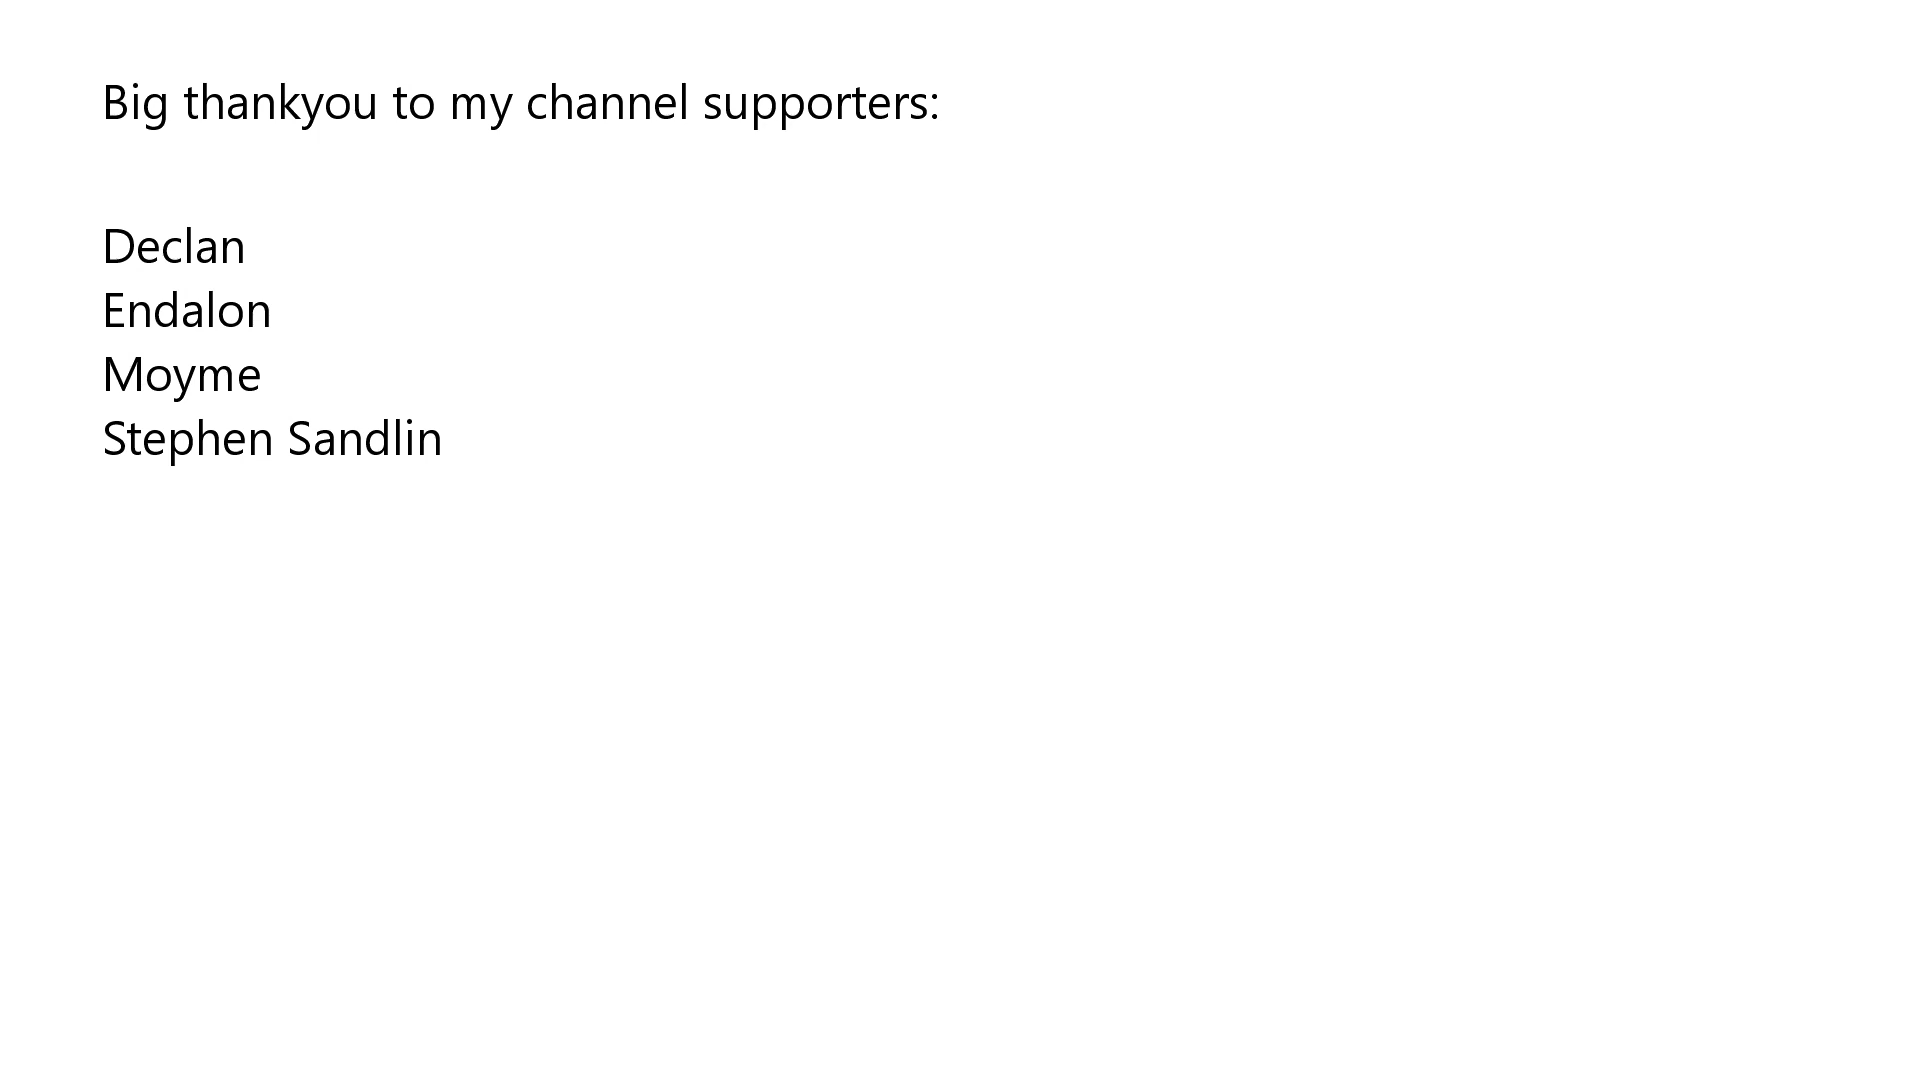 Big thankyou to my channel supporters:
Declan
Endalon
Moyme
Stephen Sandlin